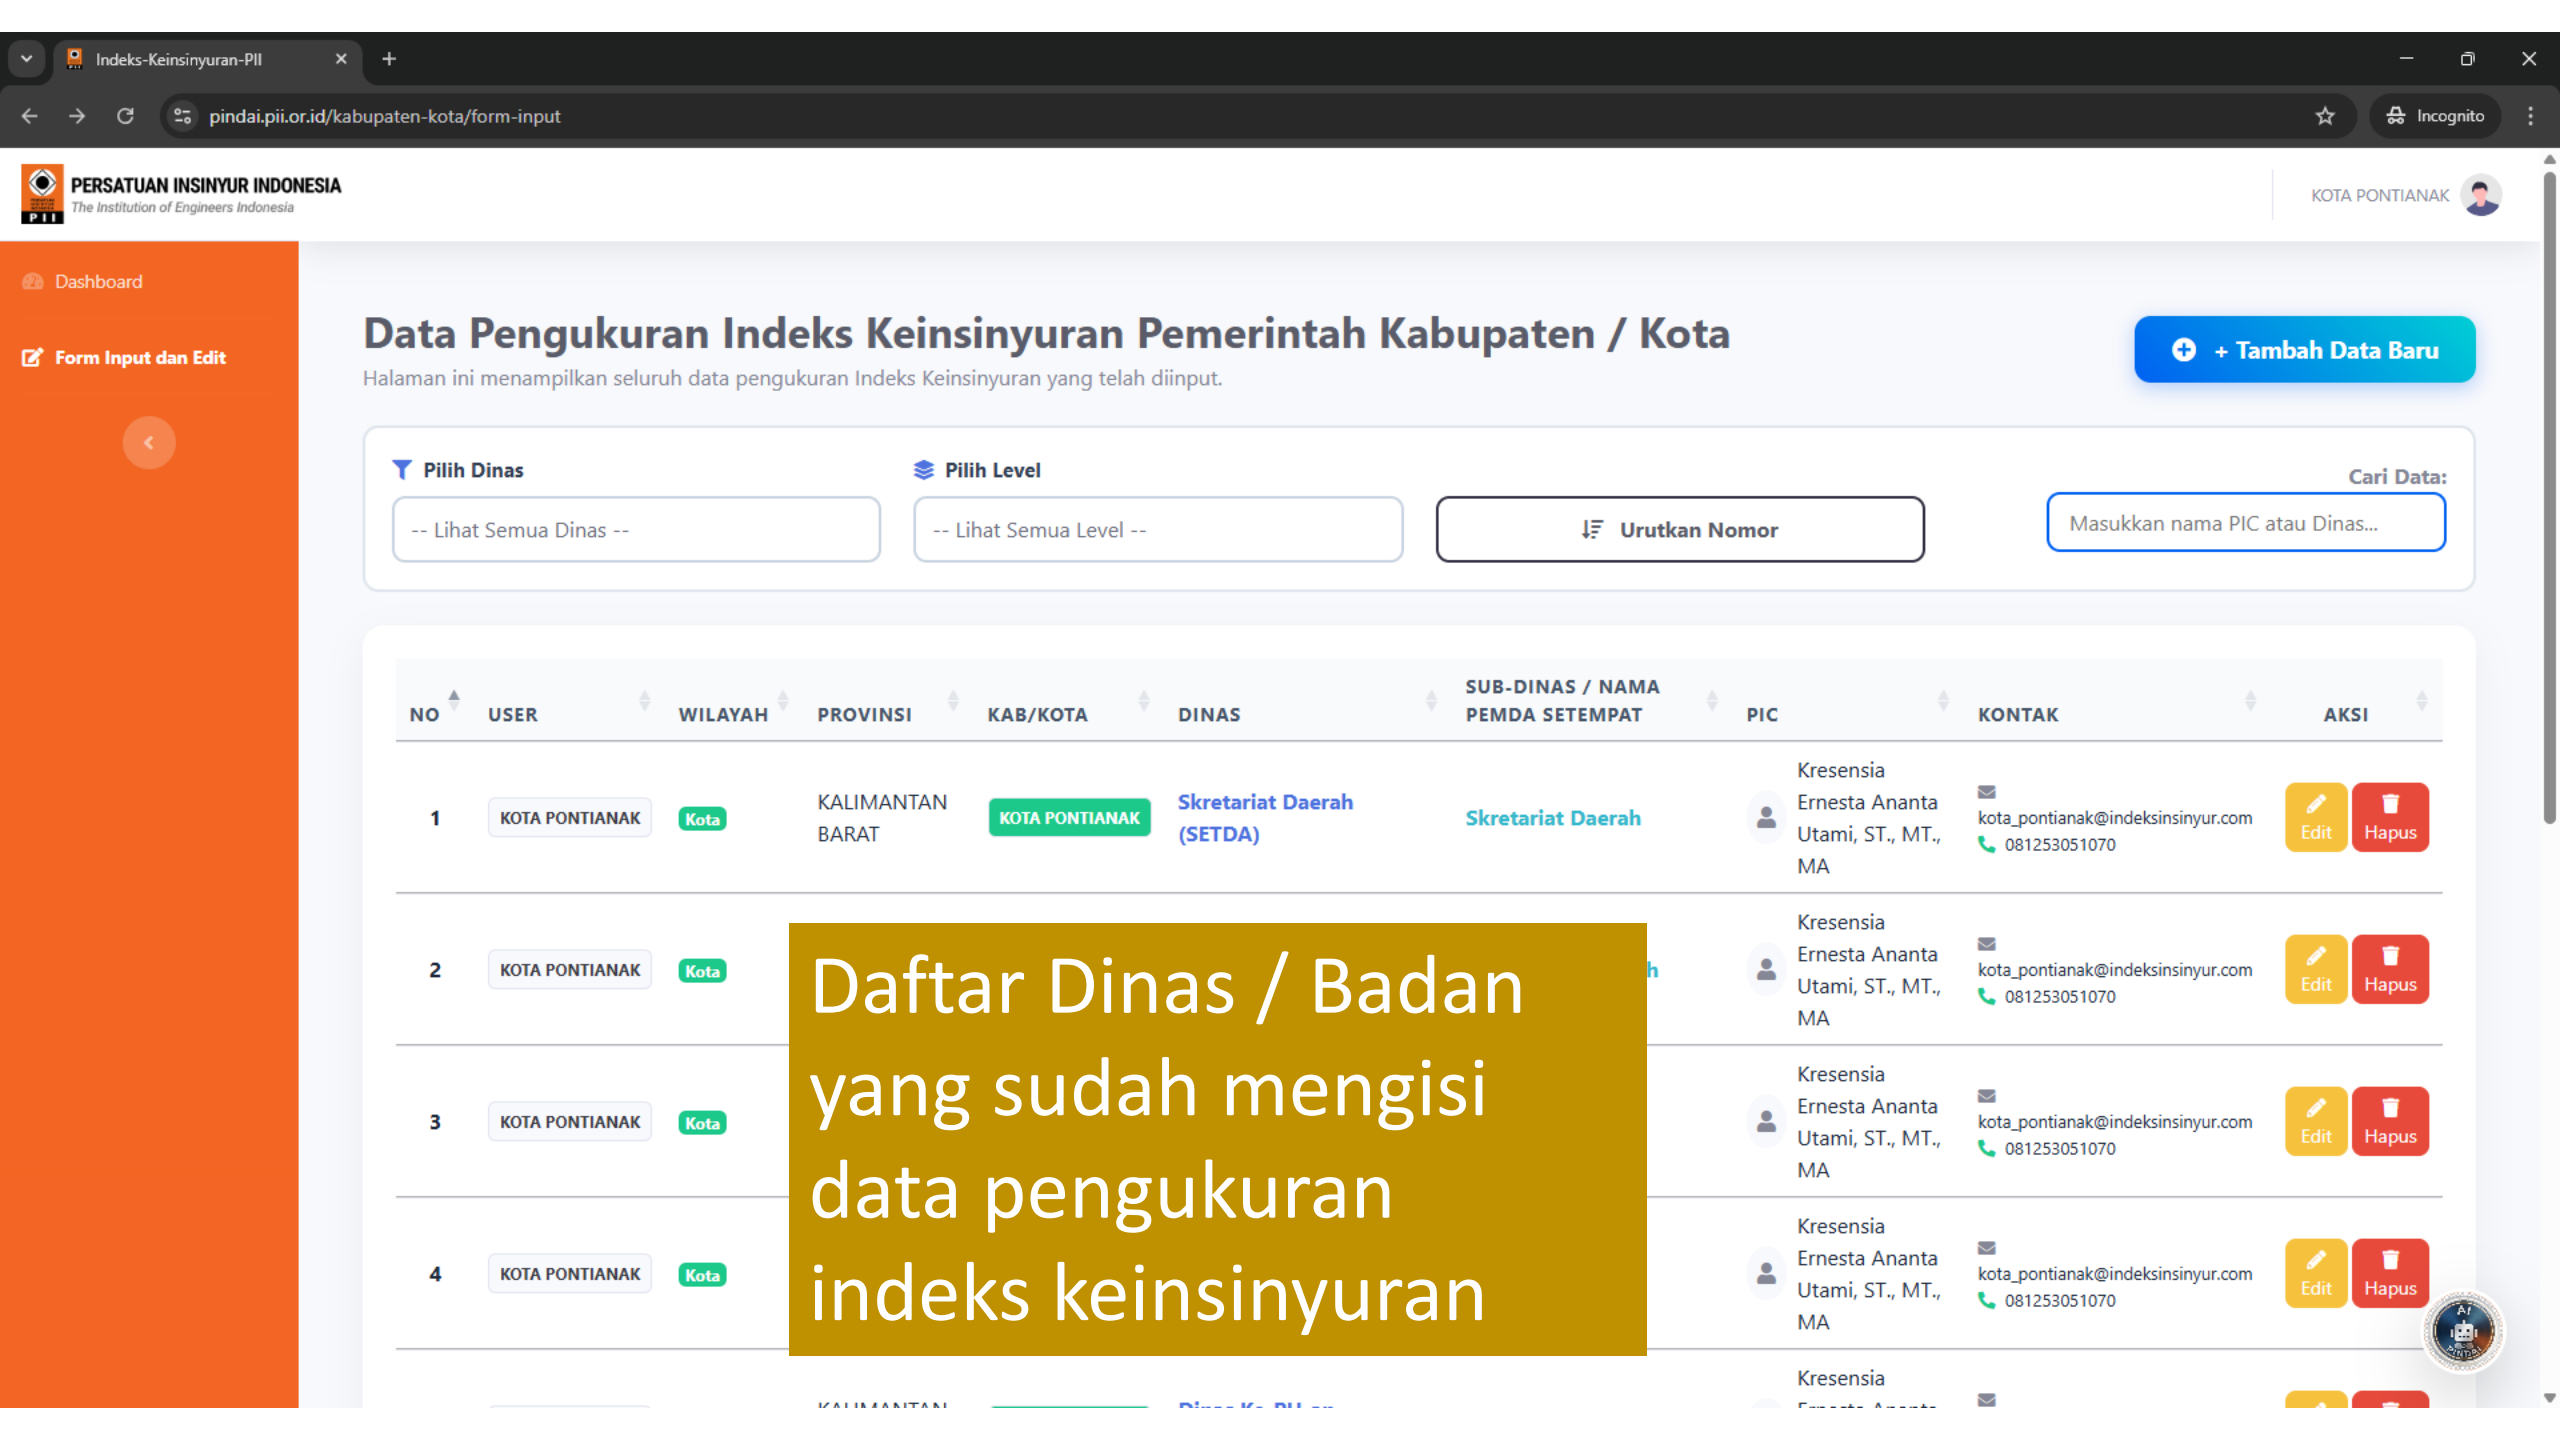 Indeks-Keinsinyuran-PII
pindai.pii.or.id/kabupaten-kota/form-input
Incognito
PERSATUAN INSINYUR INDONESIA
The Institution of Engineers Indonesia
PII
KOTA PONTIANAK
Dashboard
Form Input dan Edit
Data Pengukuran Indeks Keinsinyuran Pemerintah Kabupaten / Kota
Halaman ini menampilkan seluruh data pengukuran Indeks Keinsinyuran yang telah diinput.
+ Tambah Data Baru
Pilih Dinas
-- Lihat Semua Dinas --
Pilih Level
-- Lihat Semua Level --
Urutkan Nomor
Cari Data:
Masukkan nama PIC atau Dinas...
NO USER WILAYAH PROVINSI KAB/KOTA DINAS SUB-DINAS / NAMA PEMDA SETEMPAT PIC KONTAK AKSI
1 KOTA PONTIANAK Kota KALIMANTAN BARAT KOTA PONTIANAK Skretariat Daerah (SETDA) Skretariat Daerah
Kresensia
Ernesta Ananta
Utami, ST., MT.,
MA
kota_pontianak@indeksinsinyur.com
081253051070
Edit Hapus
2 KOTA PONTIANAK Kota
h
Kresensia
Ernesta Ananta
Utami, ST., MT.,
MA
kota_pontianak@indeksinsinyur.com
081253051070
Edit Hapus
3 KOTA PONTIANAK Kota
Kresensia
Ernesta Ananta
Utami, ST., MT.,
MA
kota_pontianak@indeksinsinyur.com
081253051070
Edit Hapus
4 KOTA PONTIANAK Kota
Kresensia
Ernesta Ananta
Utami, ST., MT.,
MA
kota_pontianak@indeksinsinyur.com
081253051070
Edit Hapus
Daftar Dinas / Badan
yang sudah mengisi
data pengukuran
indeks keinsinyuran
AI
PINDAI
KALIMANTAN
Kresensia